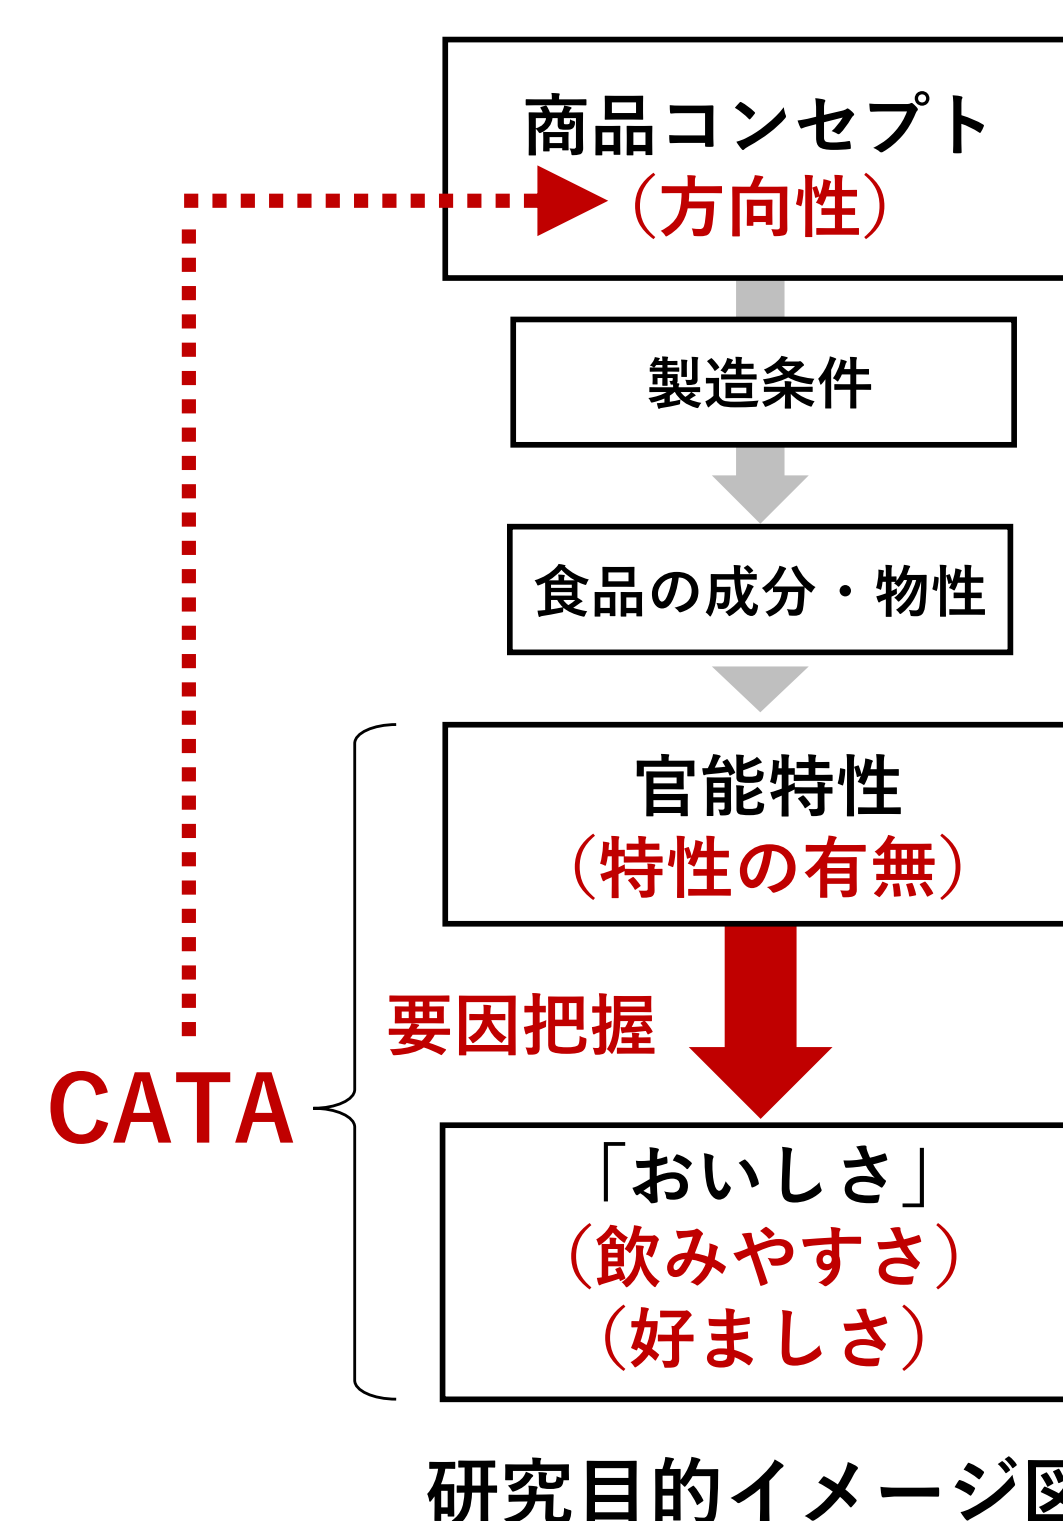 商品コンセプト
（方向性）
製造条件
食品の成分・物性
官能特性
（特性の有無）
要因把握
CATA
「おいしさ」
（飲みやすさ）
（好ましさ）
研究目的イメージ図